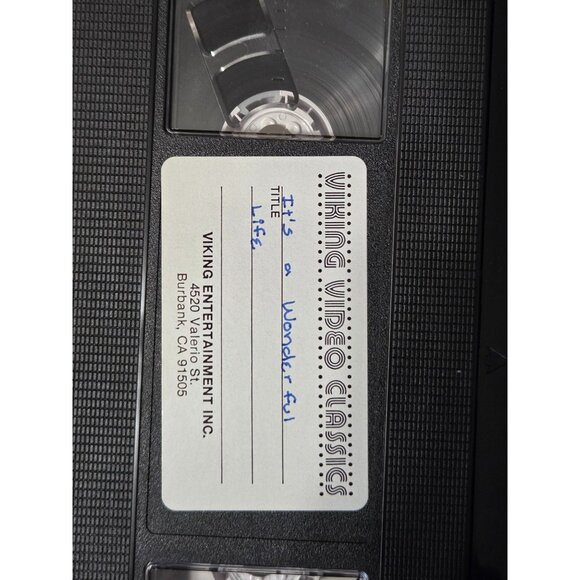 VIKING VIDEO CLASSICS
It's a Wonderful
TITLE
Life
VIKING ENTERTAINMENT INC.
4520 Valerio St.
Burbank, CA 91505